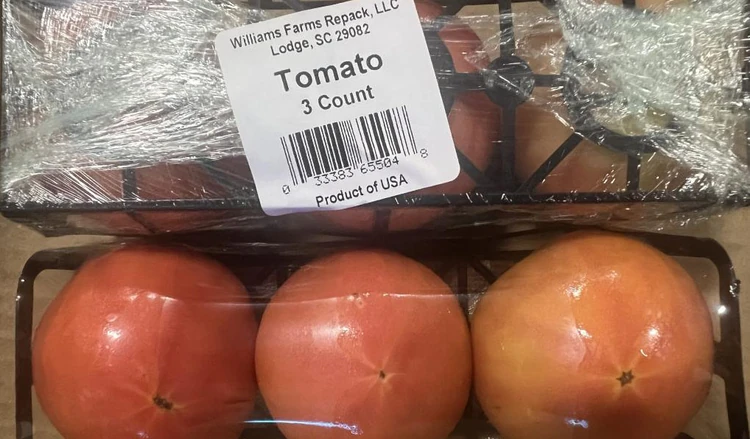 Williams Farms Repack, LLC
Lodge, SC 29082
Tomato
3 Count
0 33383 65504 8
Product of USA